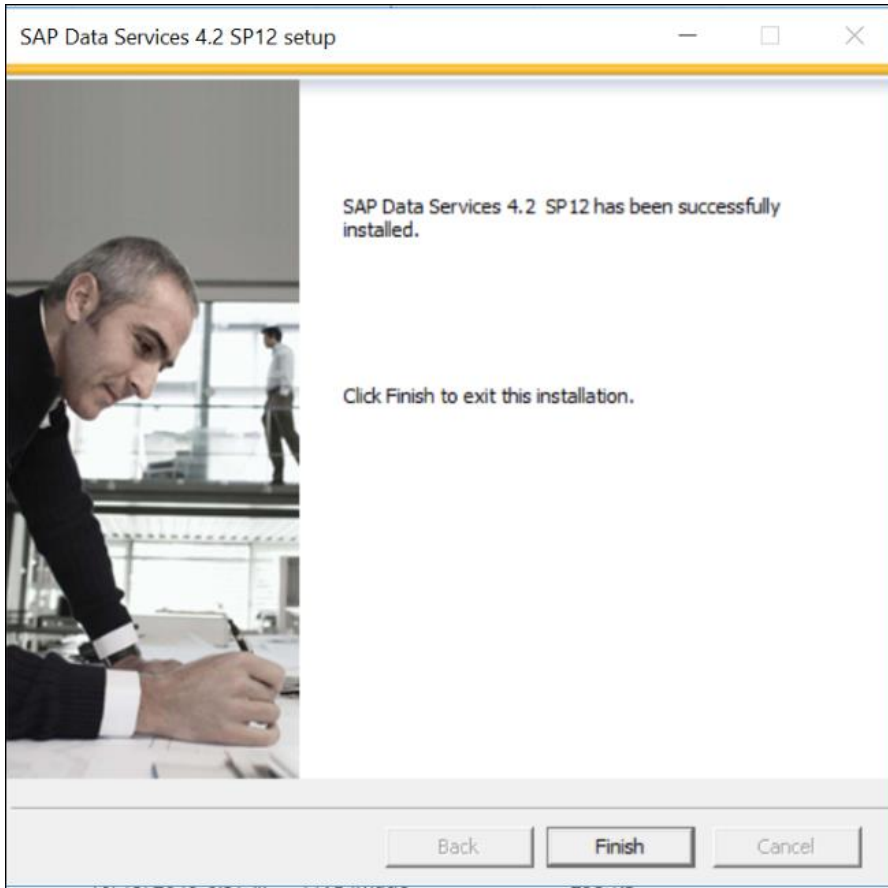 SAP Data Services 4.2 SP12 setup
SAP Data Services 4.2 SP12 has been successfully
installed.
Click Finish to exit this installation.
Back Finish Cancel